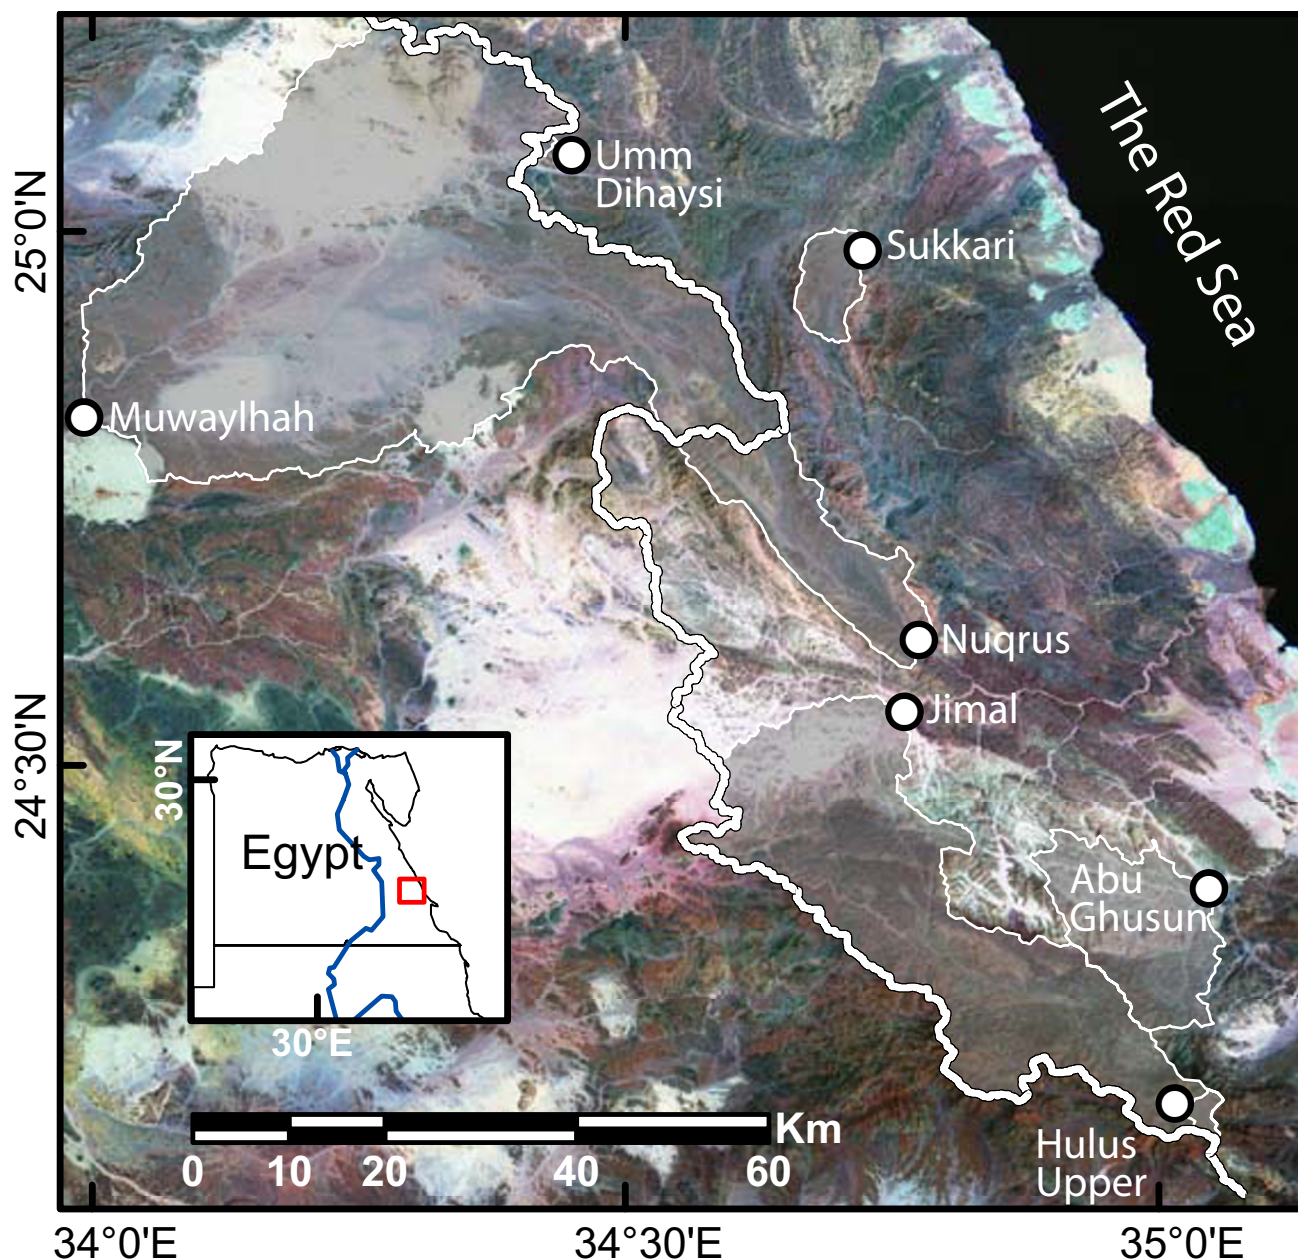 The Red Sea
Umm
Dihaysi
Sukkari
25°0'N
Muwaylhah
Nuqrus
Jimal
24°30'N
30°N
Egypt
Abu
Ghusun
30°E
Km
0 10 20 40 60
Hulus
Upper
34°0'E 34°30'E 35°0'E